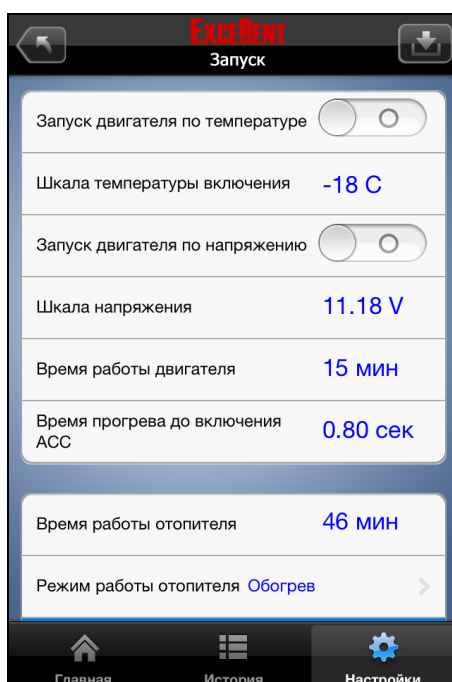 EXCELLENT
Запуск
Запуск двигателя по температуре
Шкала температуры включения -18 C
Запуск двигателя по напряжению
Шкала напряжения 11.18 V
Время работы двигателя 15 мин
Время прогрева до включения
АСС 0.80 сек
Время работы отопителя 46 мин
Режим работы отопителя Обогрев
Главная История Настройки